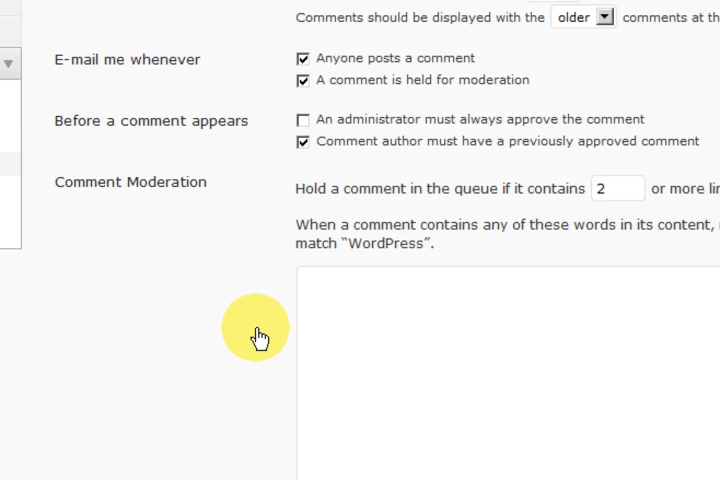 Comments should be displayed with the older comments at th
E-mail me whenever
Anyone posts a comment
A comment is held for moderation
Before a comment appears
An administrator must always approve the comment
Comment author must have a previously approved comment
Comment Moderation
Hold a comment in the queue if it contains 2 or more lin
When a comment contains any of these words in its content,
match “WordPress”.